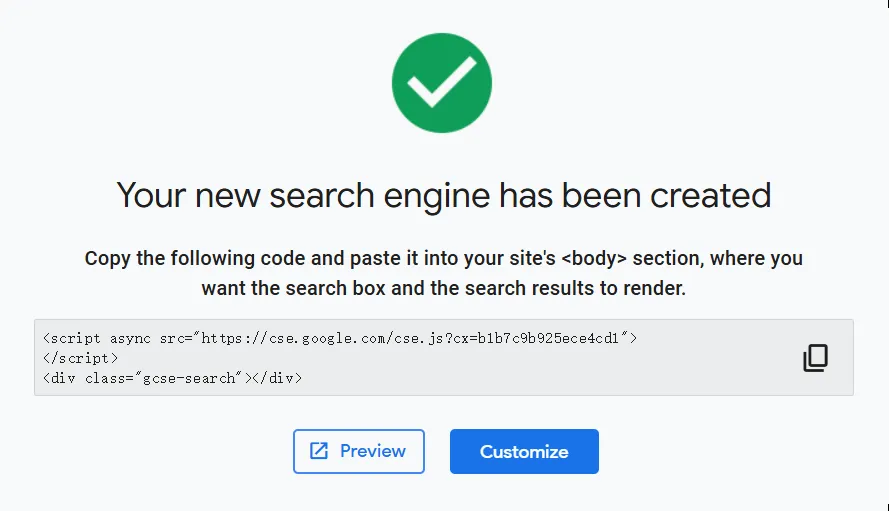 Your new search engine has been created
Copy the following code and paste it into your site's <body> section, where you
want the search box and the search results to render.
<script async src="https://cse.google.com/cse.js?cx=b1b7c9b925ece4cd1">
</script>
<div class="gcse-search"></div>
Preview
Customize